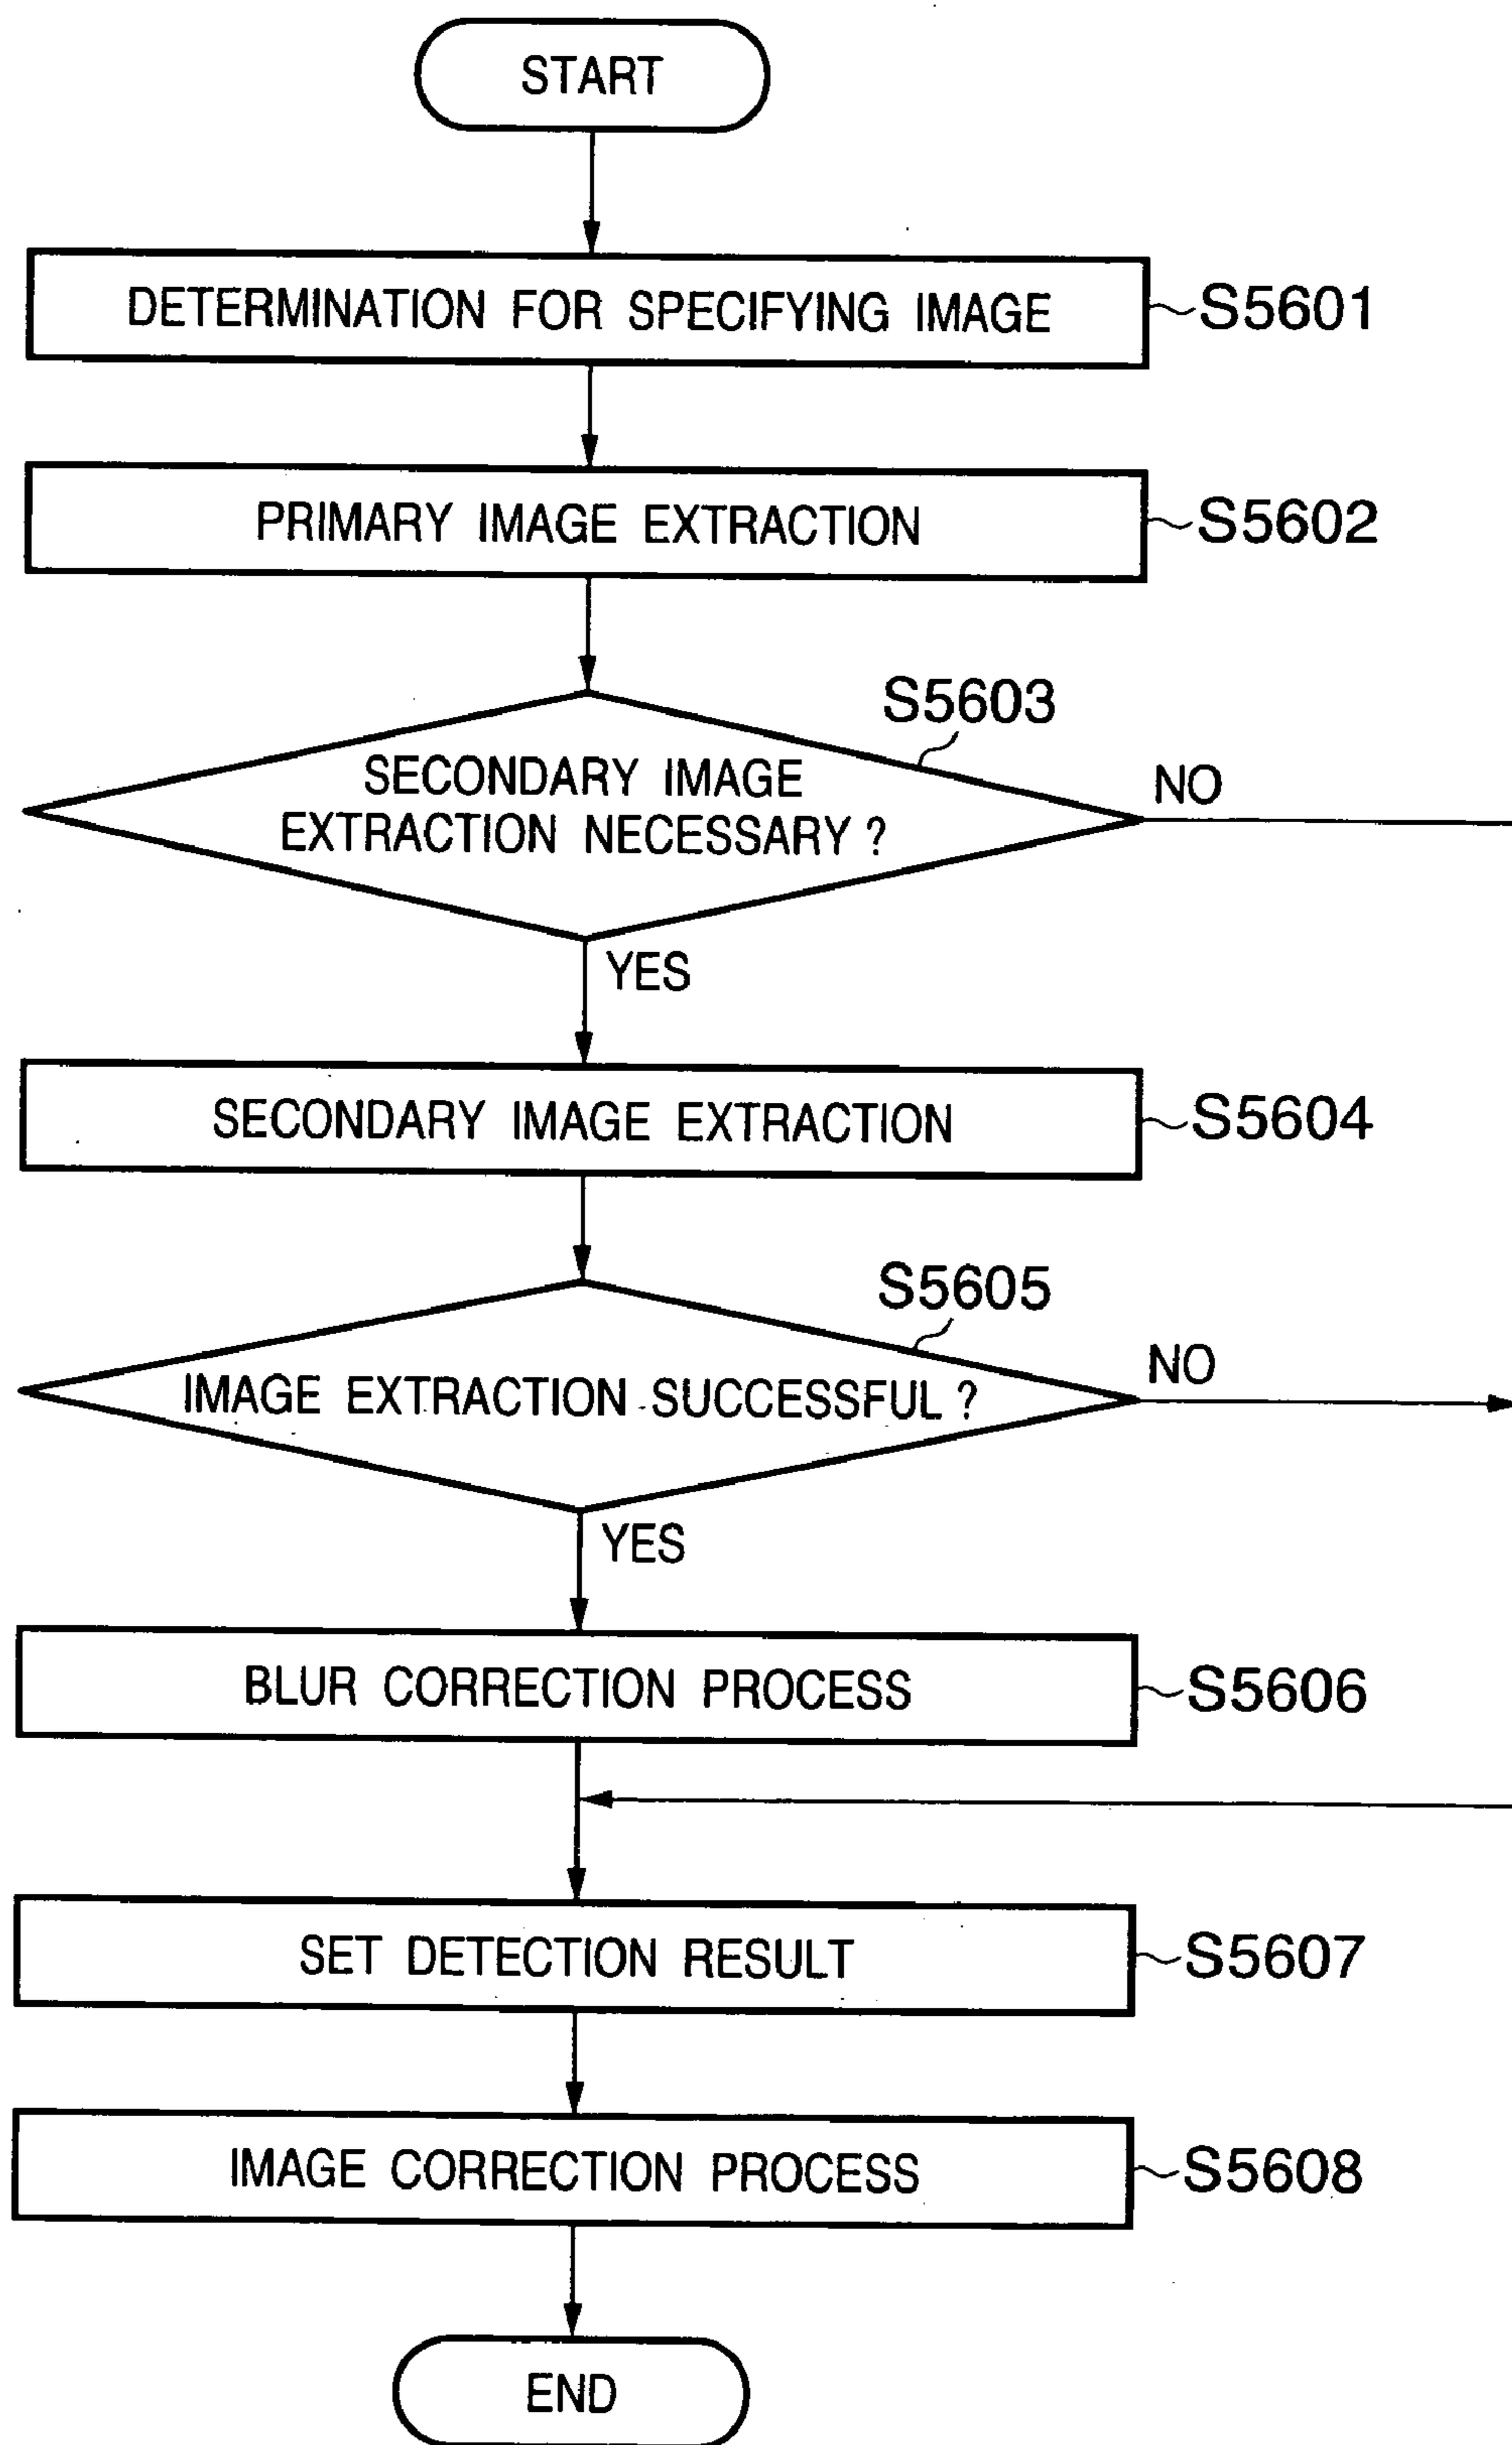 START
DETERMINATION FOR SPECIFYING IMAGE
S5601
PRIMARY IMAGE EXTRACTION
S5602
S5603
SECONDARY IMAGE
EXTRACTION NECESSARY ?
NO
YES
SECONDARY IMAGE EXTRACTION
S5604
S5605
IMAGE EXTRACTION SUCCESSFUL ?
NO
YES
BLUR CORRECTION PROCESS
S5606
SET DETECTION RESULT
S5607
IMAGE CORRECTION PROCESS
S5608
END